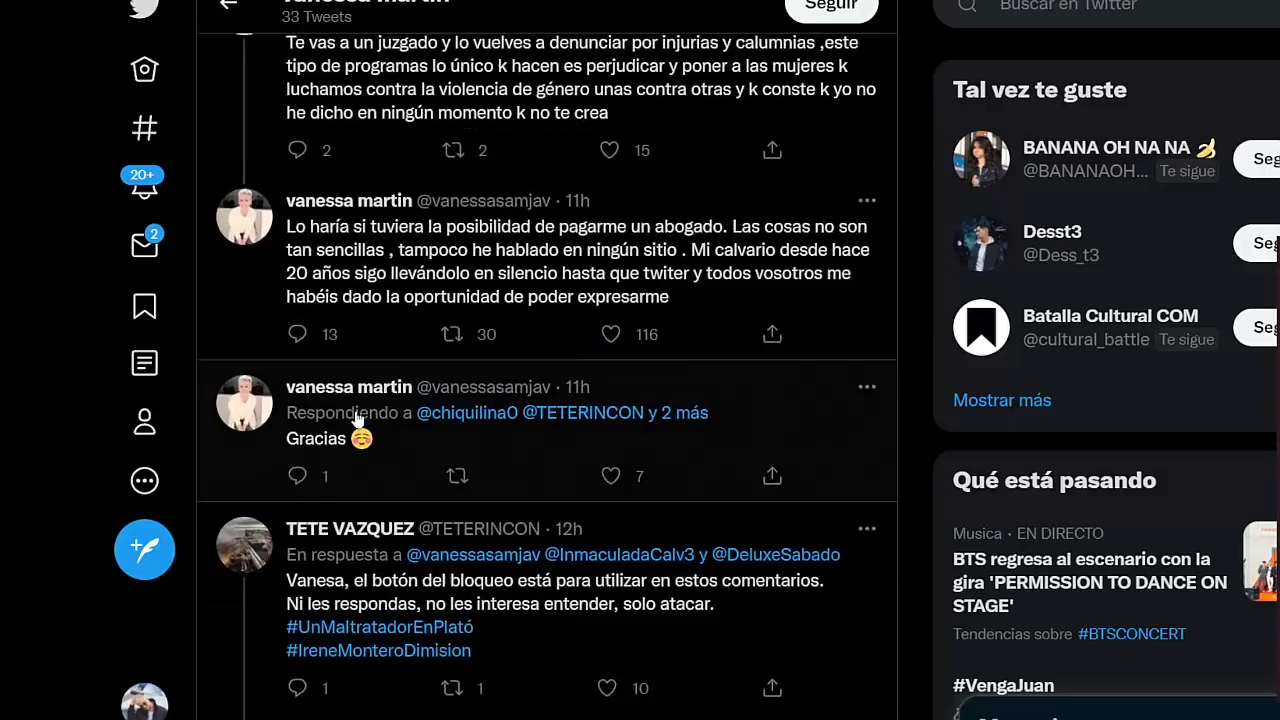 vanessa martin
33 Tweets
Seguir
Buscar en Twitter
Te vas a un juzgado y lo vuelves a denunciar por injurias y calumnias ,este
tipo de programas lo único k hacen es perjudicar y poner a las mujeres k
luchamos contra la violencia de género unas contra otras y k conste k yo no
he dicho en ningún momento k no te crea
2 2 15
20+
2
vanessa martin @vanessasamjav · 11h
Lo haría si tuviera la posibilidad de pagarme un abogado. Las cosas no son
tan sencillas , tampoco he hablado en ningún sitio . Mi calvario desde hace
20 años sigo llevándolo en silencio hasta que twiter y todos vosotros me
habéis dado la oportunidad de poder expresarme
13 30 116
vanessa martin @vanessasamjav · 11h
Respondiendo a @chiquilina0 @TETERINCON y 2 más
Gracias ☺️
1 7
TETE VAZQUEZ @TETERINCON · 12h
En respuesta a @vanessasamjav @InmaculadaCalv3 y @DeluxeSabado
Vanesa, el botón del bloqueo está para utilizar en estos comentarios.
Ni les respondas, no les interesa entender, solo atacar.
#UnMaltratadorEnPlató
#IreneMonteroDimision
1 1 10
Tal vez te guste
BANANA OH NA NA 🍌
@BANANAOH... Te sigue
Seg
Desst3
@Dess_t3
Seg
Batalla Cultural COM
@cultural_battle Te sigue
Seg
Mostrar más
Qué está pasando
Musica · EN DIRECTO
BTS regresa al escenario con la
gira 'PERMISSION TO DANCE ON
STAGE'
Tendencias sobre #BTSCONCERT
#VengaJuan